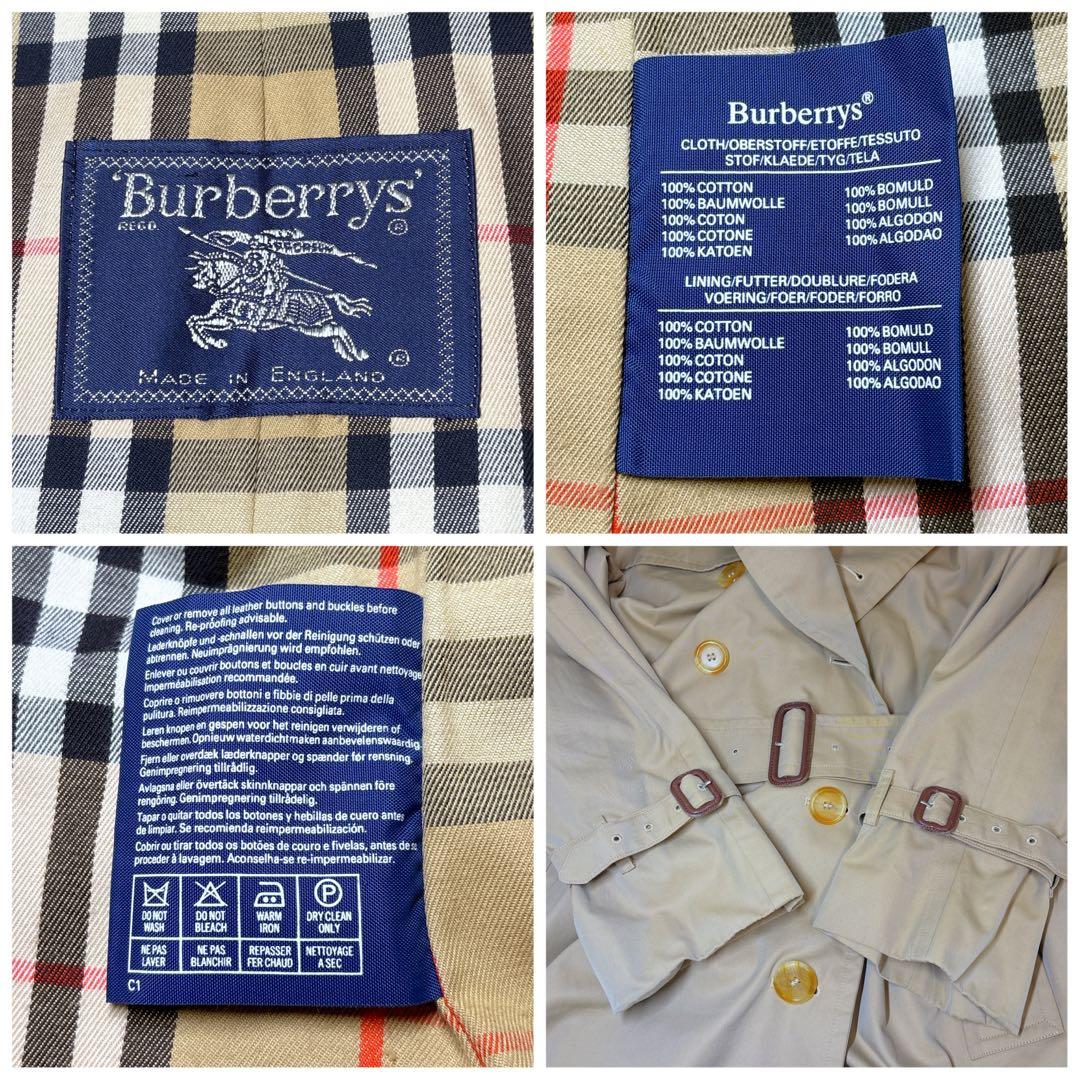 'Burberrys'
REGD. ®
®
MADE IN ENGLAND
Burberrys®
CLOTH/OBERSTOFF/ETOFFE/TESSUTO
STOF/KLAEDE/TYG/TELA
100% COTTON
100% BAUMWOLLE
100% COTON
100% COTONE
100% KATOEN
100% BOMULD
100% BOMULL
100% ALGODON
100% ALGODAO
LINING/FUTTER/DOUBLURE/FODERA
VOERING/FOER/FODER/FORRO
100% COTTON
100% BAUMWOLLE
100% COTON
100% COTONE
100% KATOEN
100% BOMULD
100% BOMULL
100% ALGODON
100% ALGODAO
Cover or remove all leather buttons and buckles before
cleaning. Re-proofing advisable.
Lederknöpfe und -schnallen vor der Reinigung schützen oder
abtrennen. Neuimprägnierung wird empfohlen.
Enlever ou couvrir boutons et boucles en cuir avant nettoyage
Imperméabilisation recommandée.
Coprire o rimuovere bottoni e fibbie di pelle prima della
pulitura. Reimpermeabilizzazione consigliata.
Leren knopen en gespen voor het reinigen verwijderen of
beschermen. Opnieuw waterdichtmaken aanbevelenswaardig.
Fjern eller overdæk læderknapper og spænder før rensning.
Genimpregnering tillrådlig.
Avlagsna eller övertäck skinnknappar och spännen före
rengöring. Genimpregnering tillrådelig.
Tapar o quitar todos los botones y hebillas de cuero antes
de limpiar. Se recomienda reimpermeabilización.
Cobrir ou tirar todos os botões de couro e fivelas, antes de
proceder à lavagem. Aconselha-se re-impermeabilizar.
P
DO NOT WASH
DO NOT BLEACH
WARM IRON
DRY CLEAN ONLY
NE PAS LAVER
NE PAS BLANCHIR
REPASSER FER CHAUD
NETTOYAGE A SEC
C1